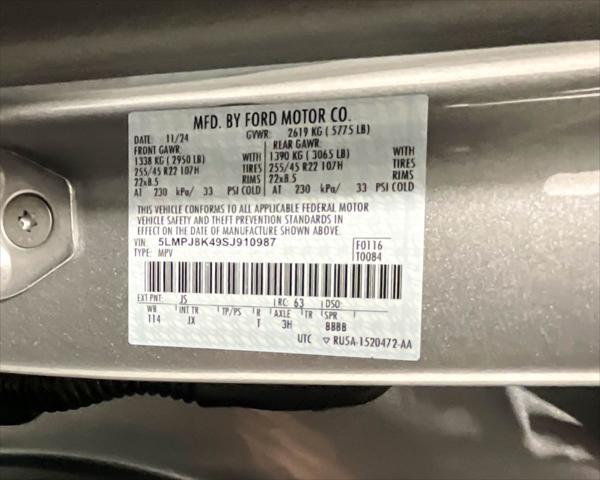 MFD. BY FORD MOTOR CO.
DATE: 11/24 GVWR: 2619 KG ( 5775 LB)
FRONT GAWR: REAR GAWR:
1338 KG ( 2950 LB) WITH 1390 KG ( 3065 LB) WITH
255/45 R22 107H TIRES 255/45 R22 107H TIRES
22x8.5 RIMS 22x8.5 RIMS
AT 230 kPa/ 33 PSI COLD AT 230 kPa/ 33 PSI COLD
THIS VEHICLE CONFORMS TO ALL APPLICABLE FEDERAL MOTOR
VEHICLE SAFETY AND THEFT PREVENTION STANDARDS IN
EFFECT ON THE DATE OF MANUFACTURE SHOWN ABOVE.
VIN: 5LMPJ8K49SJ910987 F0116
TYPE: MPV T0084
EXT PNT: JS RC: 63 DSO:
WB INT TR TP/PS R AXLE TR SPR
114 JX T 3H BBBB
UTC ▽ RU5A-1520472-AA